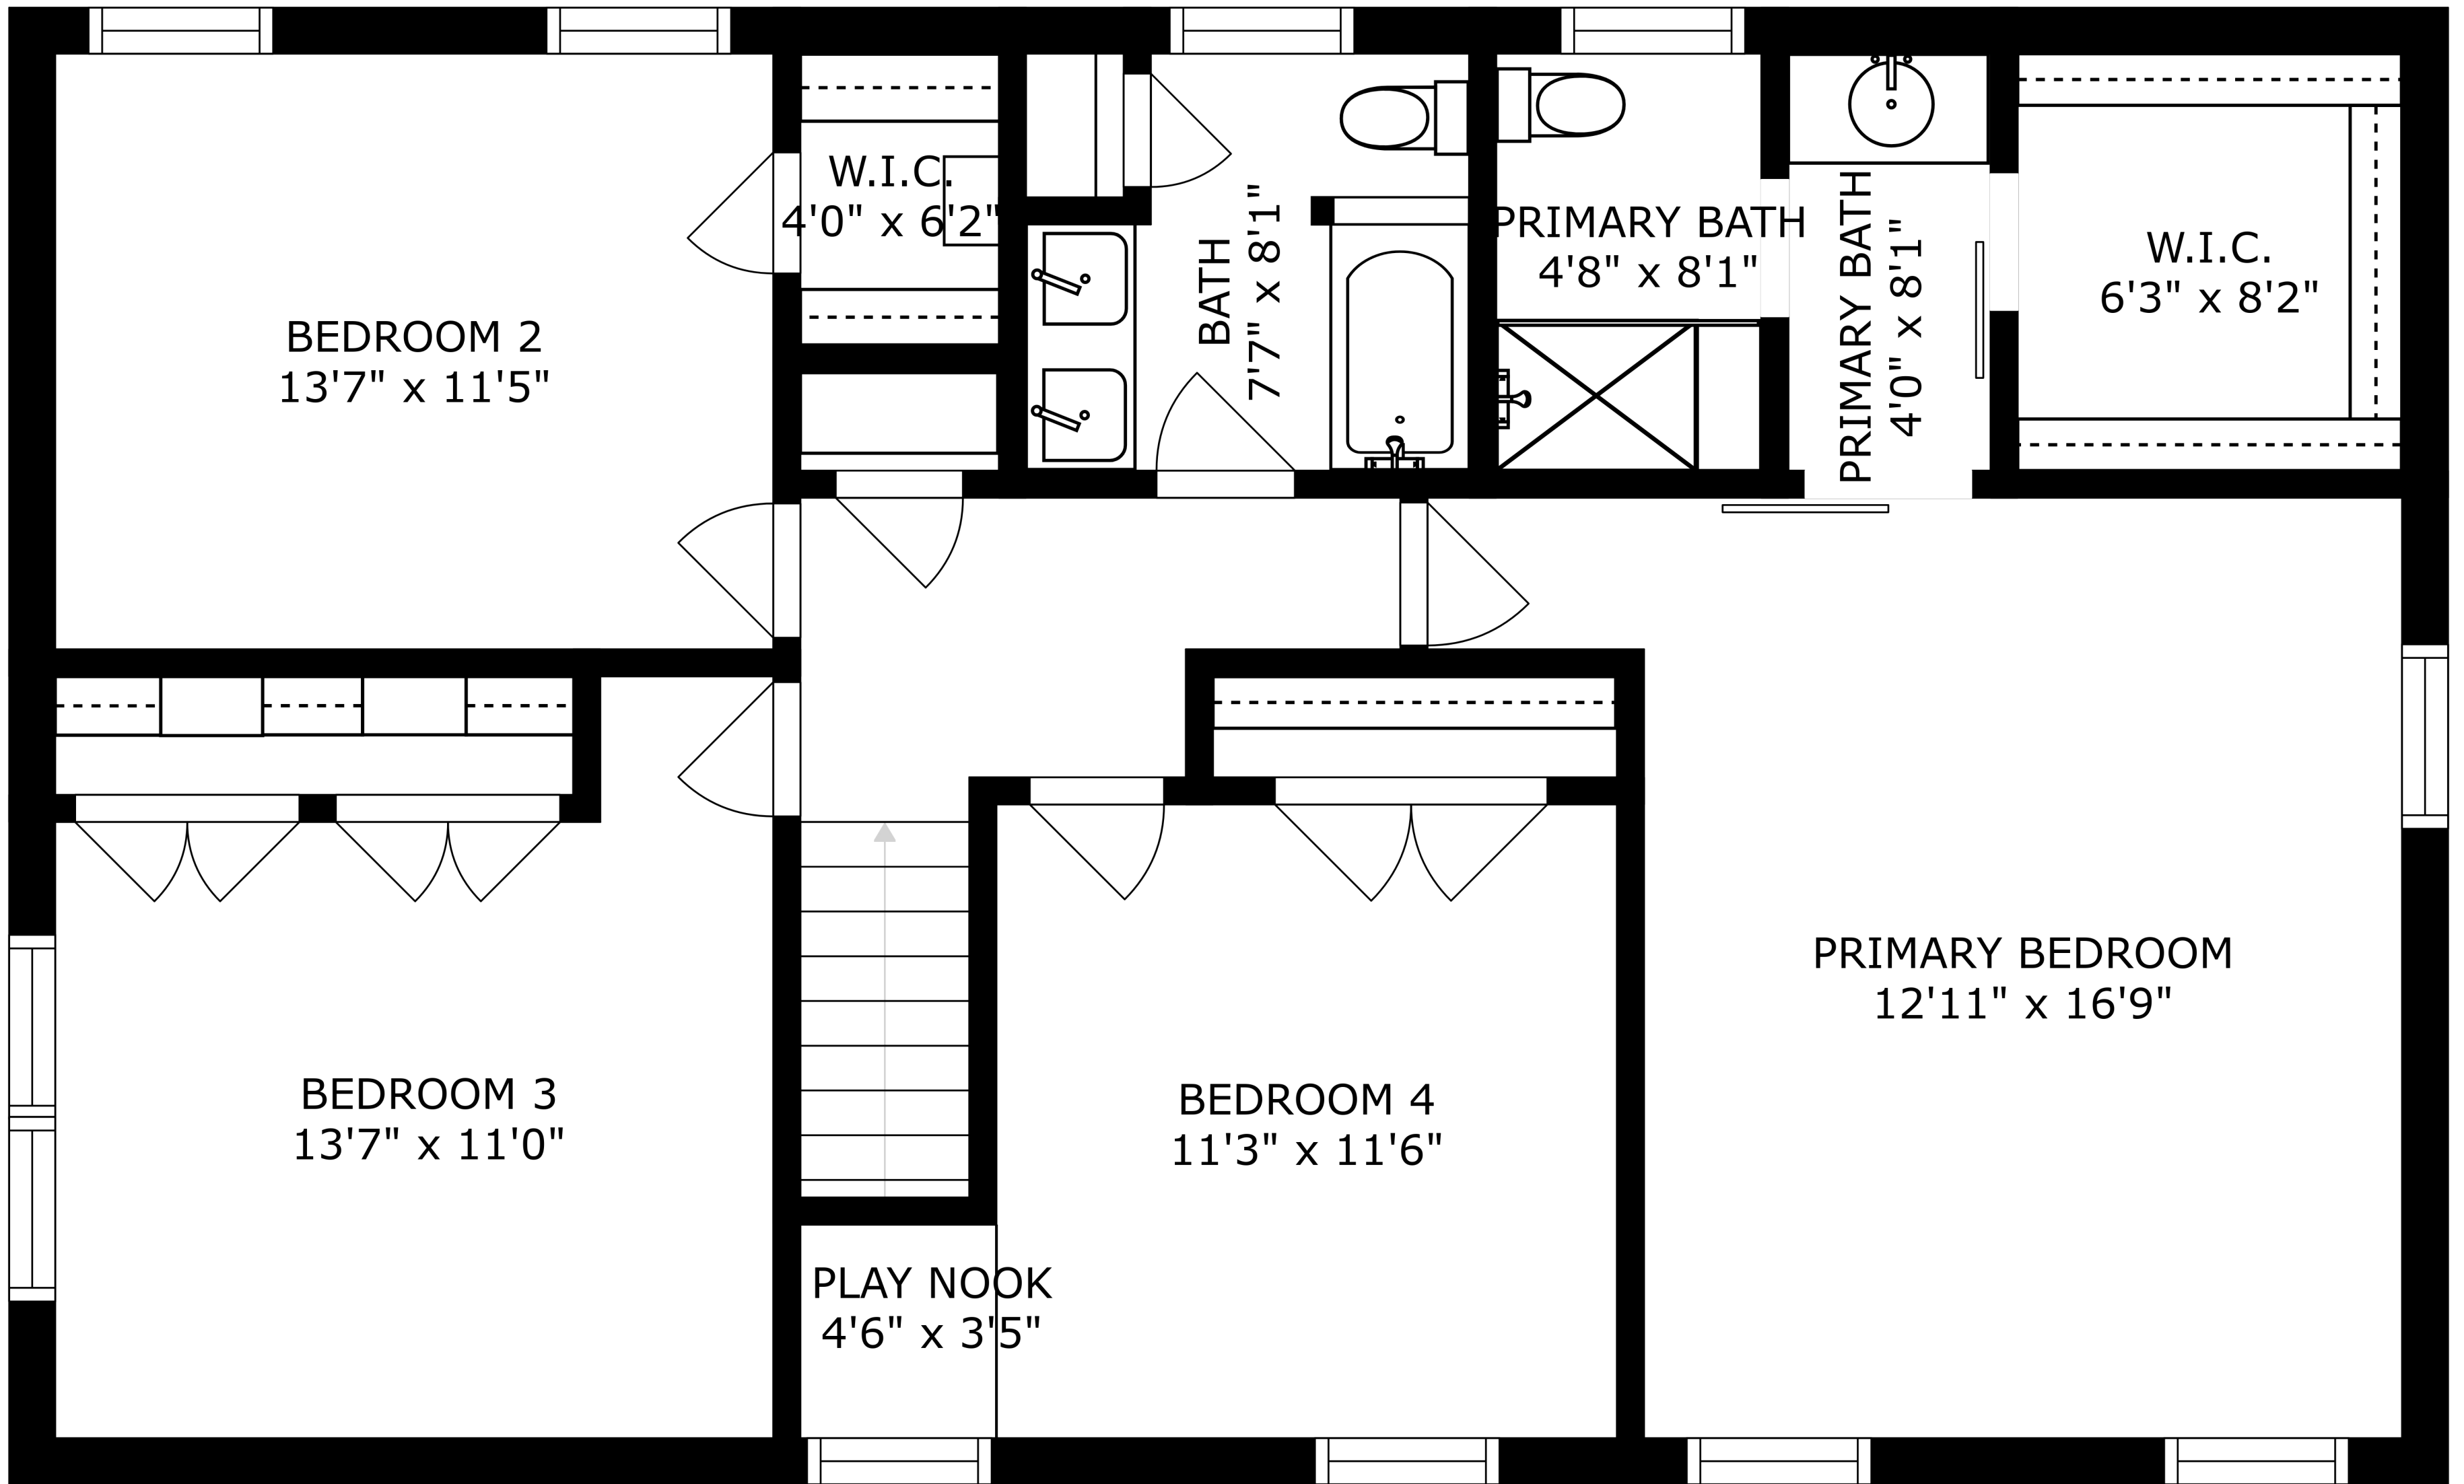 W.I.C.
4'0" x 6'2"
BATH
7'7" x 8'1"
PRIMARY BATH
4'8" x 8'1"
PRIMARY BATH
4'0" x 8'1"
W.I.C.
6'3" x 8'2"
BEDROOM 2
13'7" x 11'5"
PRIMARY BEDROOM
12'11" x 16'9"
BEDROOM 3
13'7" x 11'0"
BEDROOM 4
11'3" x 11'6"
PLAY NOOK
4'6" x 3'5"